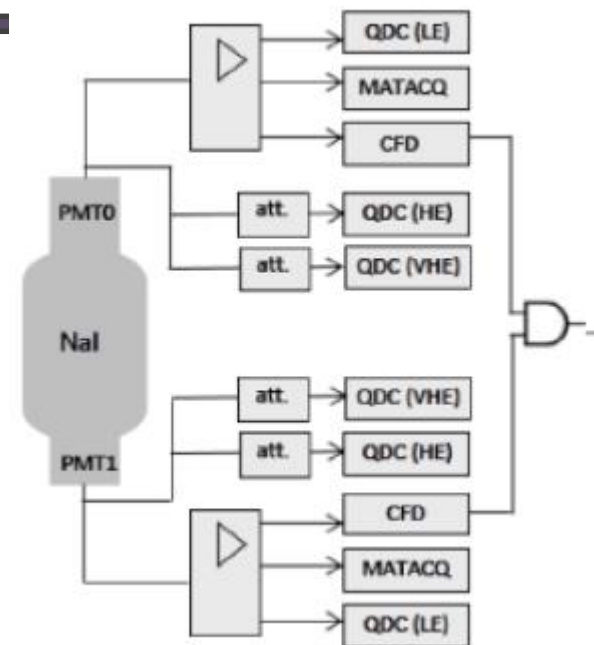 QDC (LE)
MATACQ
CFD
PMT0
att.
QDC (HE)
att.
QDC (VHE)
NaI
att.
QDC (VHE)
att.
QDC (HE)
PMT1
CFD
MATACQ
QDC (LE)